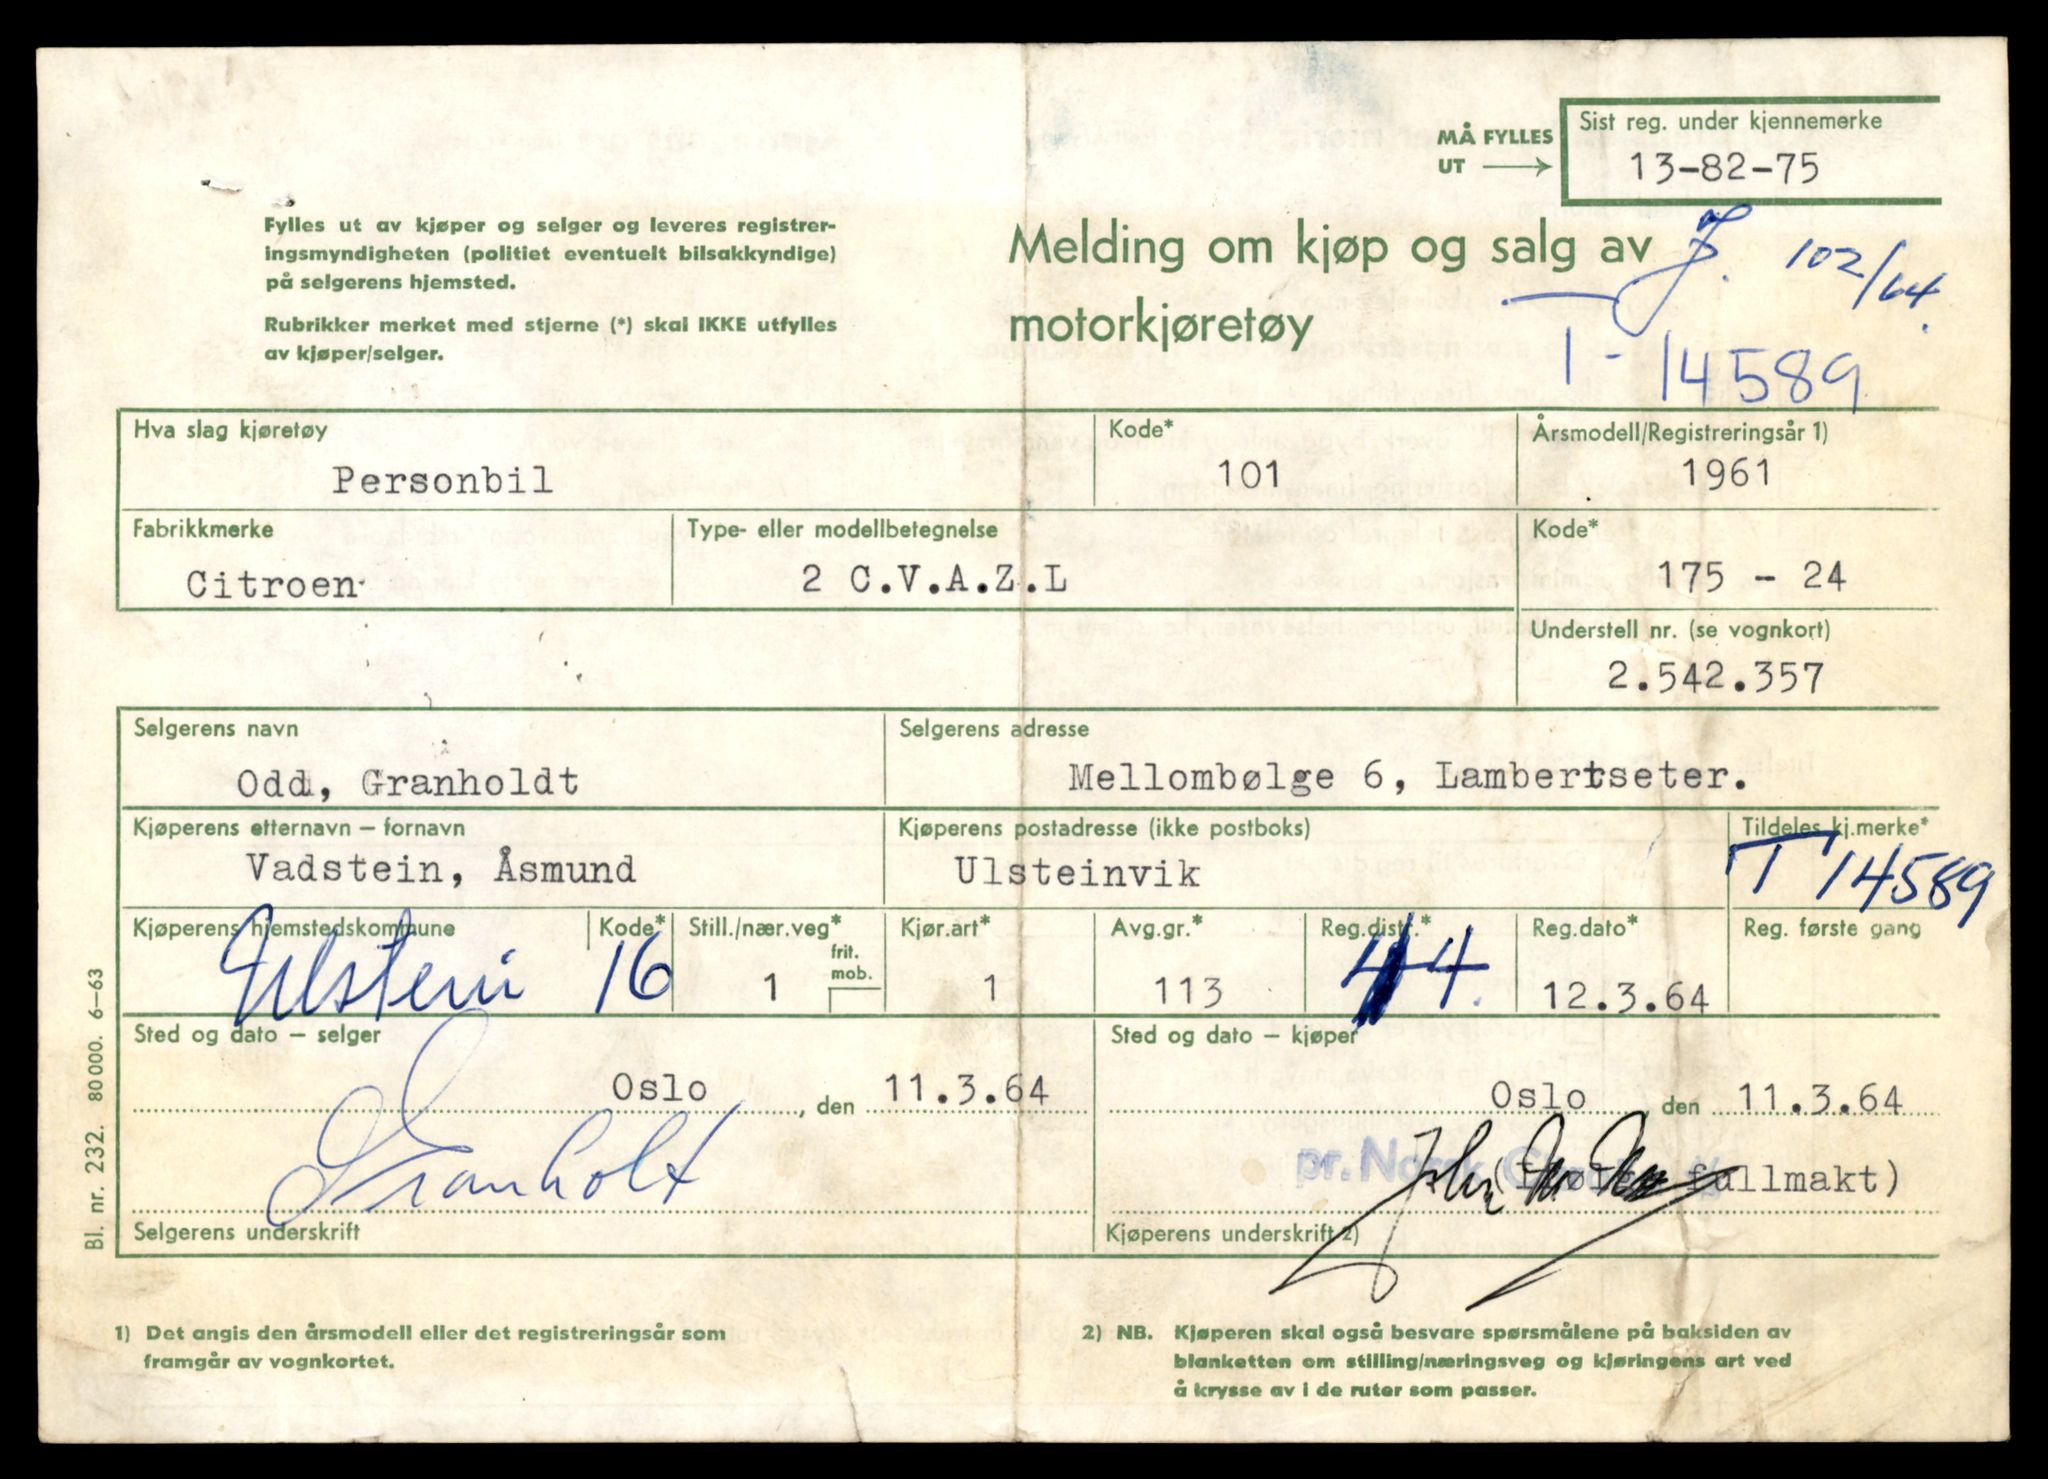 MÅ FYLLES
UT
Sist reg. under kjennemerke
13-82-75
Fylles ut av kjøper og selger og leveres registrer-
ingsmyndigheten (politiet eventuelt bilsakkyndige)
på selgerens hjemsted.
Rubrikker merket med stjerne (*) skal IKKE utfylles
av kjøper/selger.
Melding om kjøp og salg av
motorkjøretøy
J. 102/64.
T - 14589
Hva slag kjøretøy
Personbil
Kode*
101
Årsmodell/Registreringsår 1)
1961
Fabrikkmerke
Citroen
Type- eller modellbetegnelse
2 C.V.A.Z.L
Kode*
175 - 24
Understell nr. (se vognkort)
2.542.357
Selgerens navn
Odd, Granholdt
Selgerens adresse
Mellombølge 6, Lambertseter.
Kjøperens etternavn – fornavn
Vadstein, Åsmund
Kjøperens postadresse (ikke postboks)
Ulsteinvik
Tildeles kj.merke*
T 14589
Kjøperens hjemstedskommune
Ulstein
Kode*
16
Still./nær.veg*
1
frit.
mob.
Kjør.art*
1
Avg.gr.*
113
Reg.distr.*
14.
Reg.dato*
12.3.64
Reg. første gang
Sted og dato – selger
Oslo, den 11.3.64
Granholt
Selgerens underskrift
Sted og dato – kjøper
Oslo, den 11.3.64
pr. Norsk
fullmakt)
Kjøperens underskrift 2)
Bl. nr. 232. 80000. 6–63
1) Det angis den årsmodell eller det registreringsår som
framgår av vognkortet.
2) NB. Kjøperen skal også besvare spørsmålene på baksiden av
blanketten om stilling/næringsveg og kjøringens art ved
å krysse av i de ruter som passer.